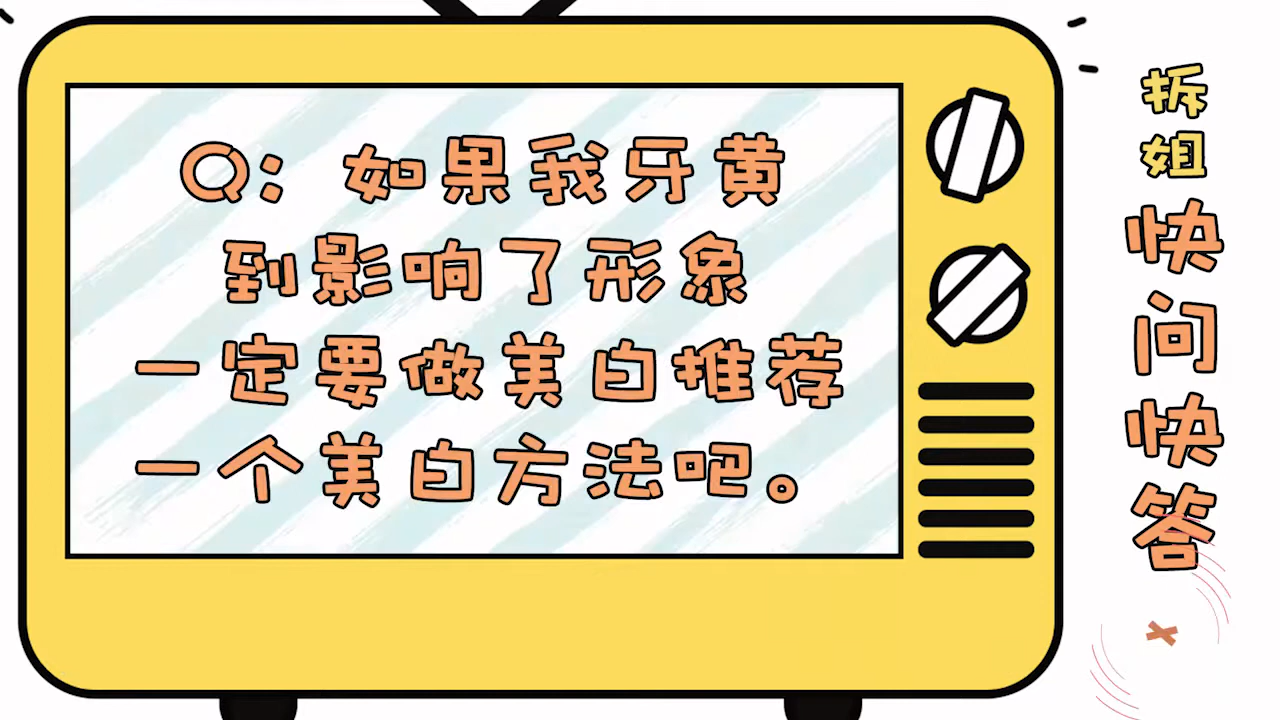 Q：如果我牙黄
到影响了形象
一定要做美白推荐
一个美白方法吧。
拆姐
快问快答